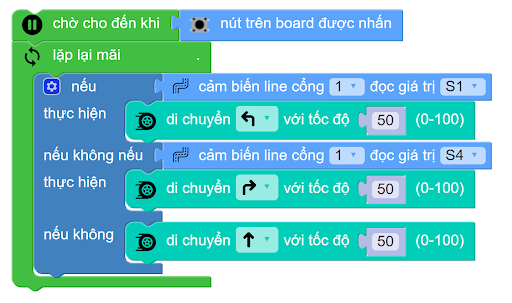 chờ cho đến khi nút trên board được nhấn
lặp lại mãi .
nếu cảm biến line cổng 1 đọc giá trị S1
thực hiện di chuyển với tốc độ 50 (0-100)
nếu không nếu cảm biến line cổng 1 đọc giá trị S4
thực hiện di chuyển với tốc độ 50 (0-100)
nếu không di chuyển với tốc độ 50 (0-100)